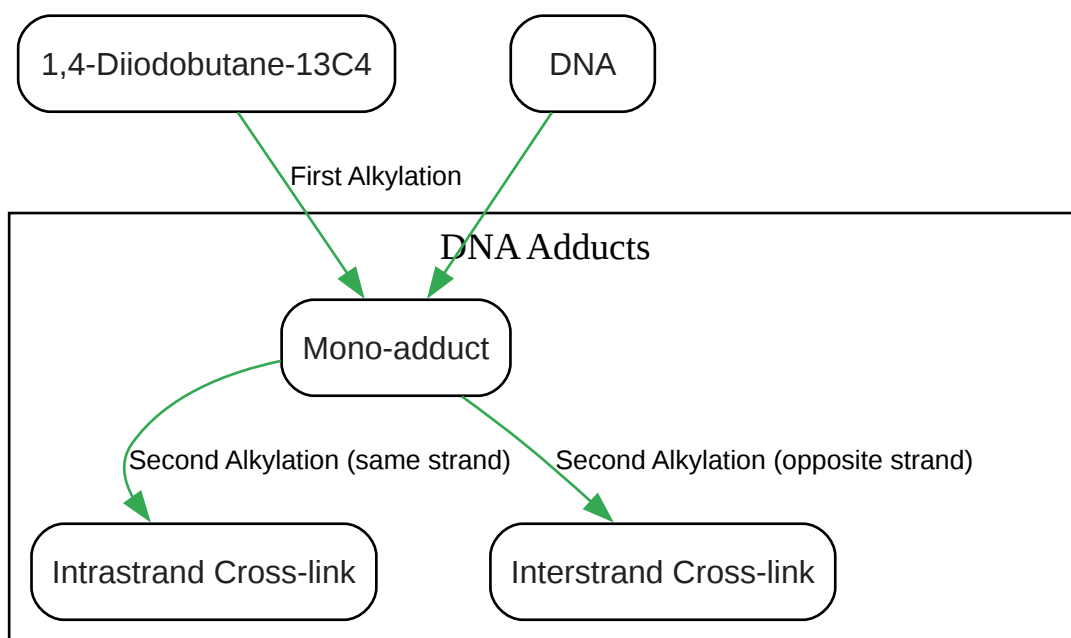 1,4-Diiodobutane-13C4
DNA
First Alkylation
DNA Adducts
Mono-adduct
Second Alkylation (same strand)
Second Alkylation (opposite strand)
Intrastrand Cross-link
Interstrand Cross-link